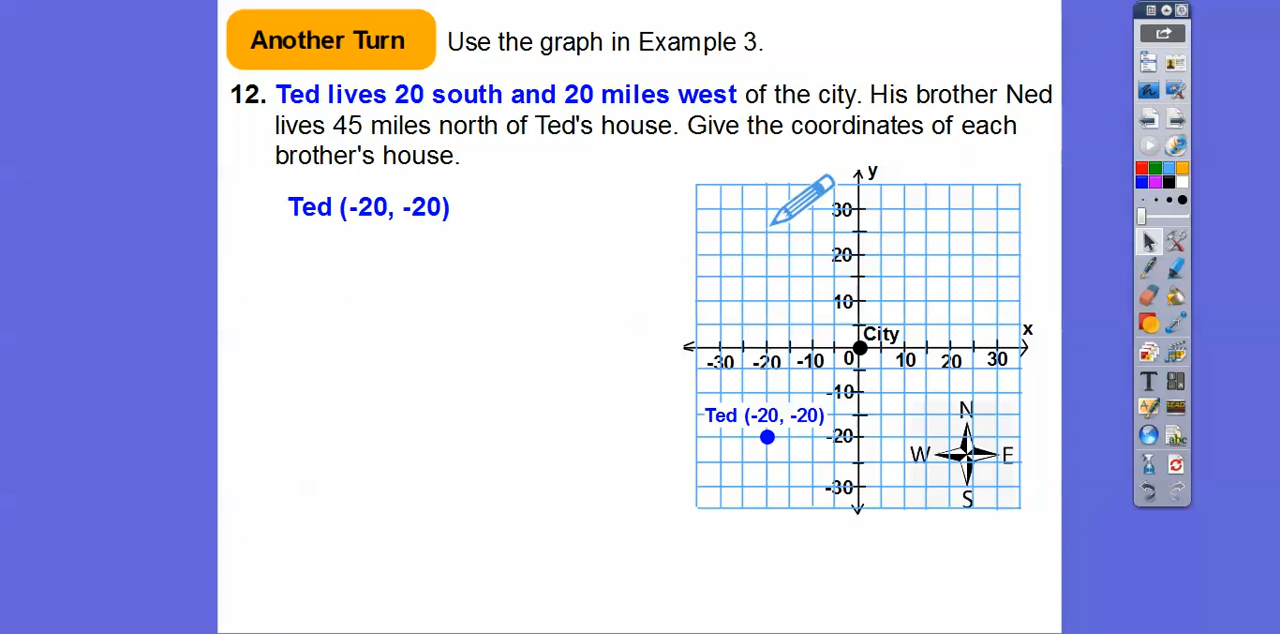 Another Turn Use the graph in Example 3.
12. Ted lives 20 south and 20 miles west of the city. His brother Ned
lives 45 miles north of Ted's house. Give the coordinates of each
brother's house.
Ted (-20, -20)
y
30
20
10
City
x
-30 -20 -10 0 10 20 30
-10
Ted (-20, -20)
-20
-30
N
W E
S
T
abc